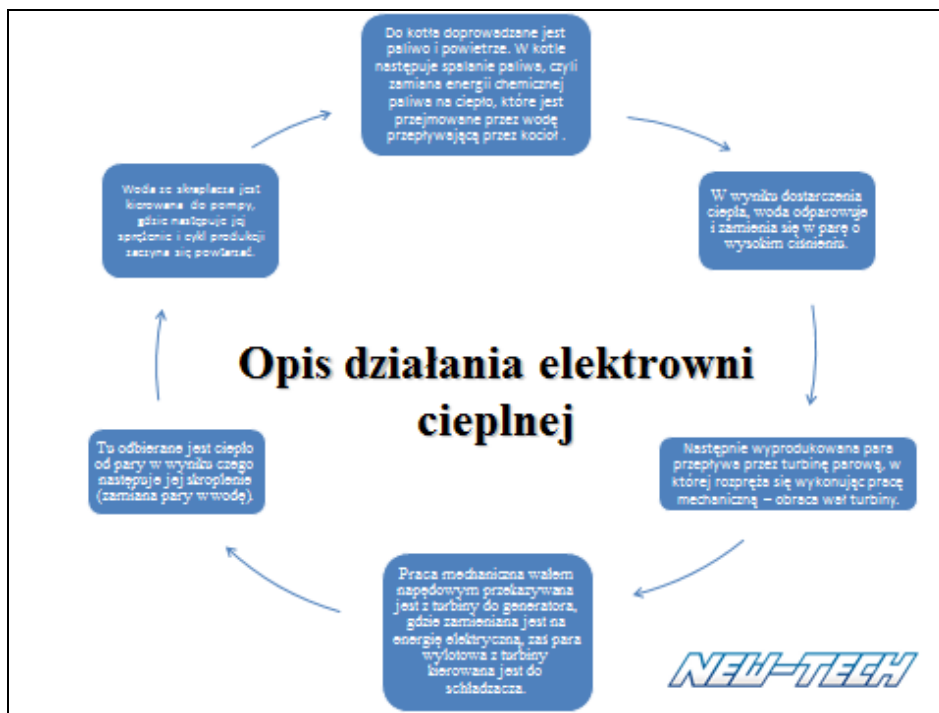 Do kotła doprowadzane jest
paliwo i powietrze. W kotle
następuje spalanie paliwa, czyli
zamiana energii chemicznej
paliwa na ciepło, które jest
przejmowane przez wodę
przepływającą przez kocioł .
W wyniku dostarczenia
ciepła, woda odparowuje
i zamienia się w parę o
wysokim ciśnieniu.
Następnie wyprodukowana para
przepływa przez turbinę parową, w
której rozpręża się wykonując pracę
mechaniczną – obraca wał turbiny.
Praca mechaniczna wałem
napędowym przekazywana
jest z turbiny do generatora,
gdzie zamieniana jest na
energię elektryczną, zaś para
wylotowa z turbiny
kierowana jest do
schładzacza.
Tu odbierane jest ciepło
od pary w wyniku czego
następuje jej skroplenie
(zamiana pary w wodę).
Woda ze skraplacza jest
kierowana do pompy,
gdzie następuje jej
sprężenie i cykl produkcji
zaczyna się powtarzać.
Opis działania elektrowni
cieplnej
NEW-TECH